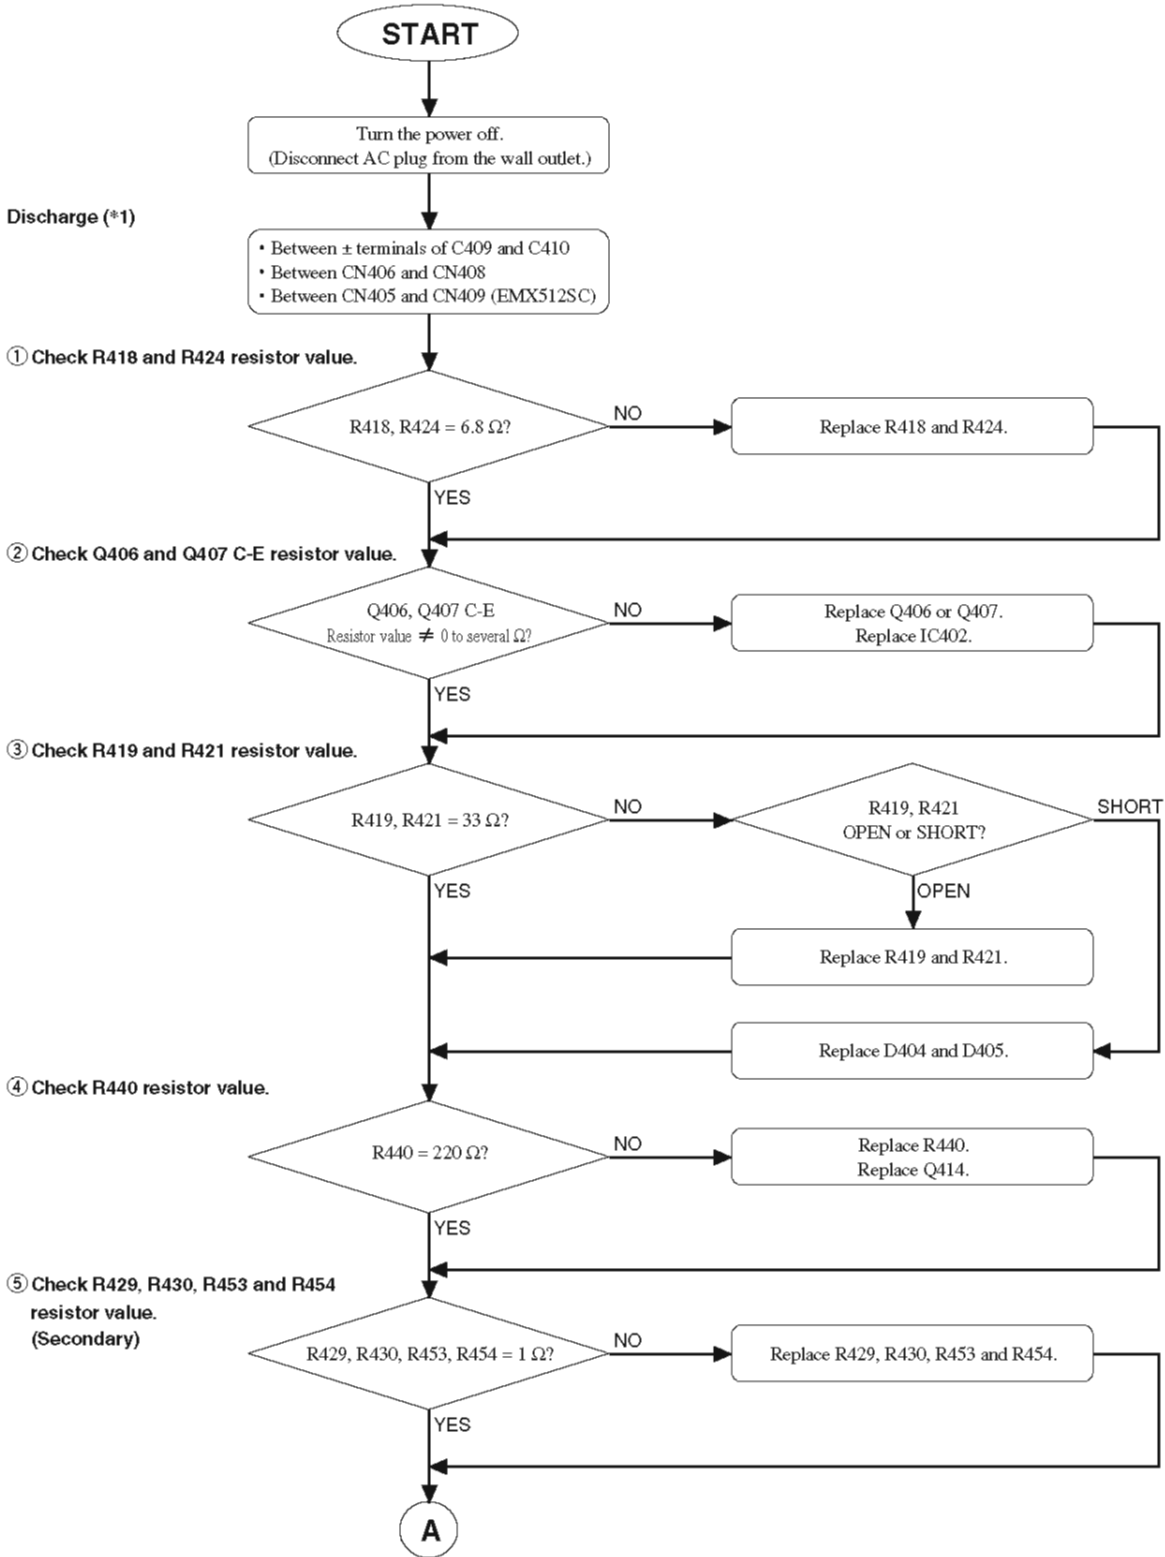 START
Turn the power off.
(Disconnect AC plug from the wall outlet.)
Discharge (*1)
• Between ± terminals of C409 and C410
• Between CN406 and CN408
• Between CN405 and CN409 (EMX512SC)
① Check R418 and R424 resistor value.
R418, R424 = 6.8 Ω?
NO
Replace R418 and R424.
YES
② Check Q406 and Q407 C-E resistor value.
Q406, Q407 C-E
Resistor value ≠ 0 to several Ω?
NO
Replace Q406 or Q407.
Replace IC402.
YES
③ Check R419 and R421 resistor value.
R419, R421 = 33 Ω?
NO
R419, R421
OPEN or SHORT?
SHORT
YES
OPEN
Replace R419 and R421.
Replace D404 and D405.
④ Check R440 resistor value.
R440 = 220 Ω?
NO
Replace R440.
Replace Q414.
YES
⑤ Check R429, R430, R453 and R454
resistor value.
(Secondary)
R429, R430, R453, R454 = 1 Ω?
NO
Replace R429, R430, R453 and R454.
YES
A